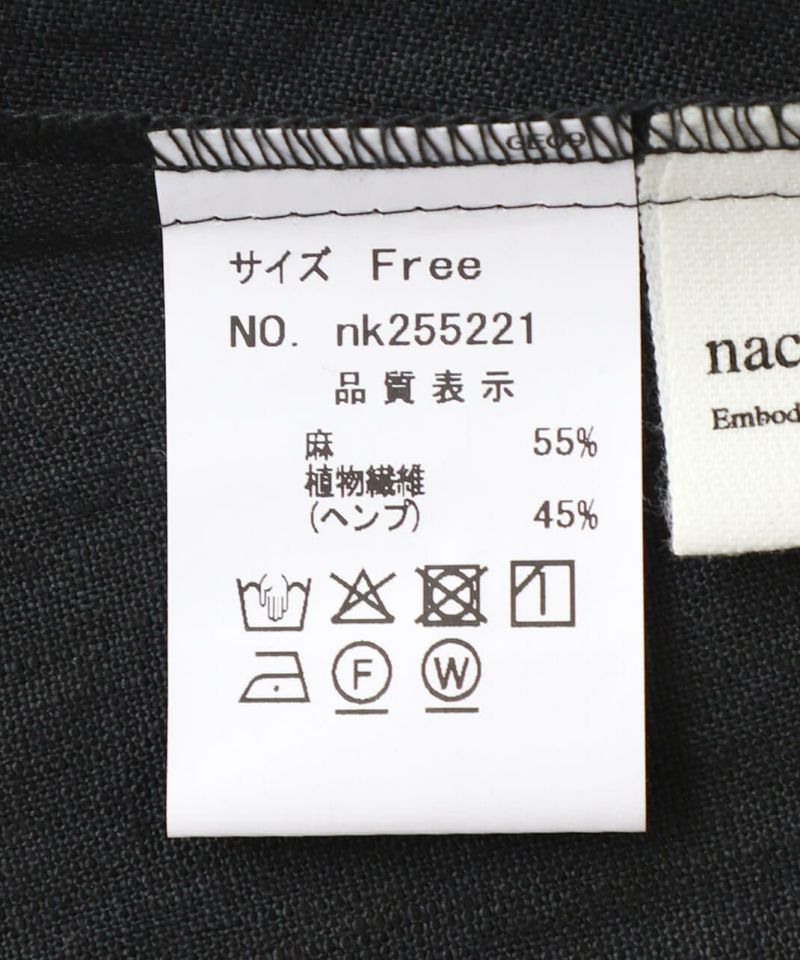 サイズ Free
NO. nk255221
品質表示
麻 55%
植物繊維
(ヘンプ) 45%
F W
nac
Embod